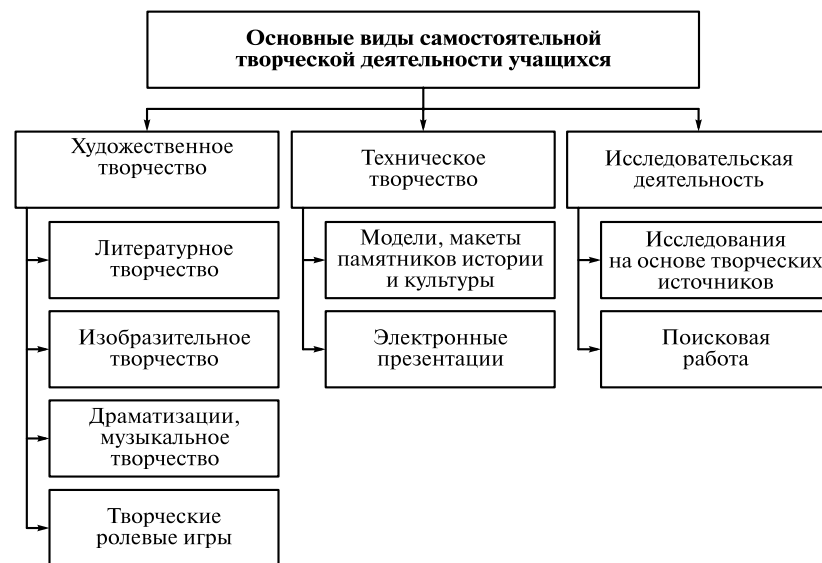 Основные виды самостоятельной
творческой деятельности учащихся
Художественное
творчество
Литературное
творчество
Изобразительное
творчество
Драматизации,
музыкальное
творчество
Творческие
ролевые игры
Техническое
творчество
Модели, макеты
памятников истории
и культуры
Электронные
презентации
Исследовательская
деятельность
Исследования
на основе творческих
источников
Поисковая
работа